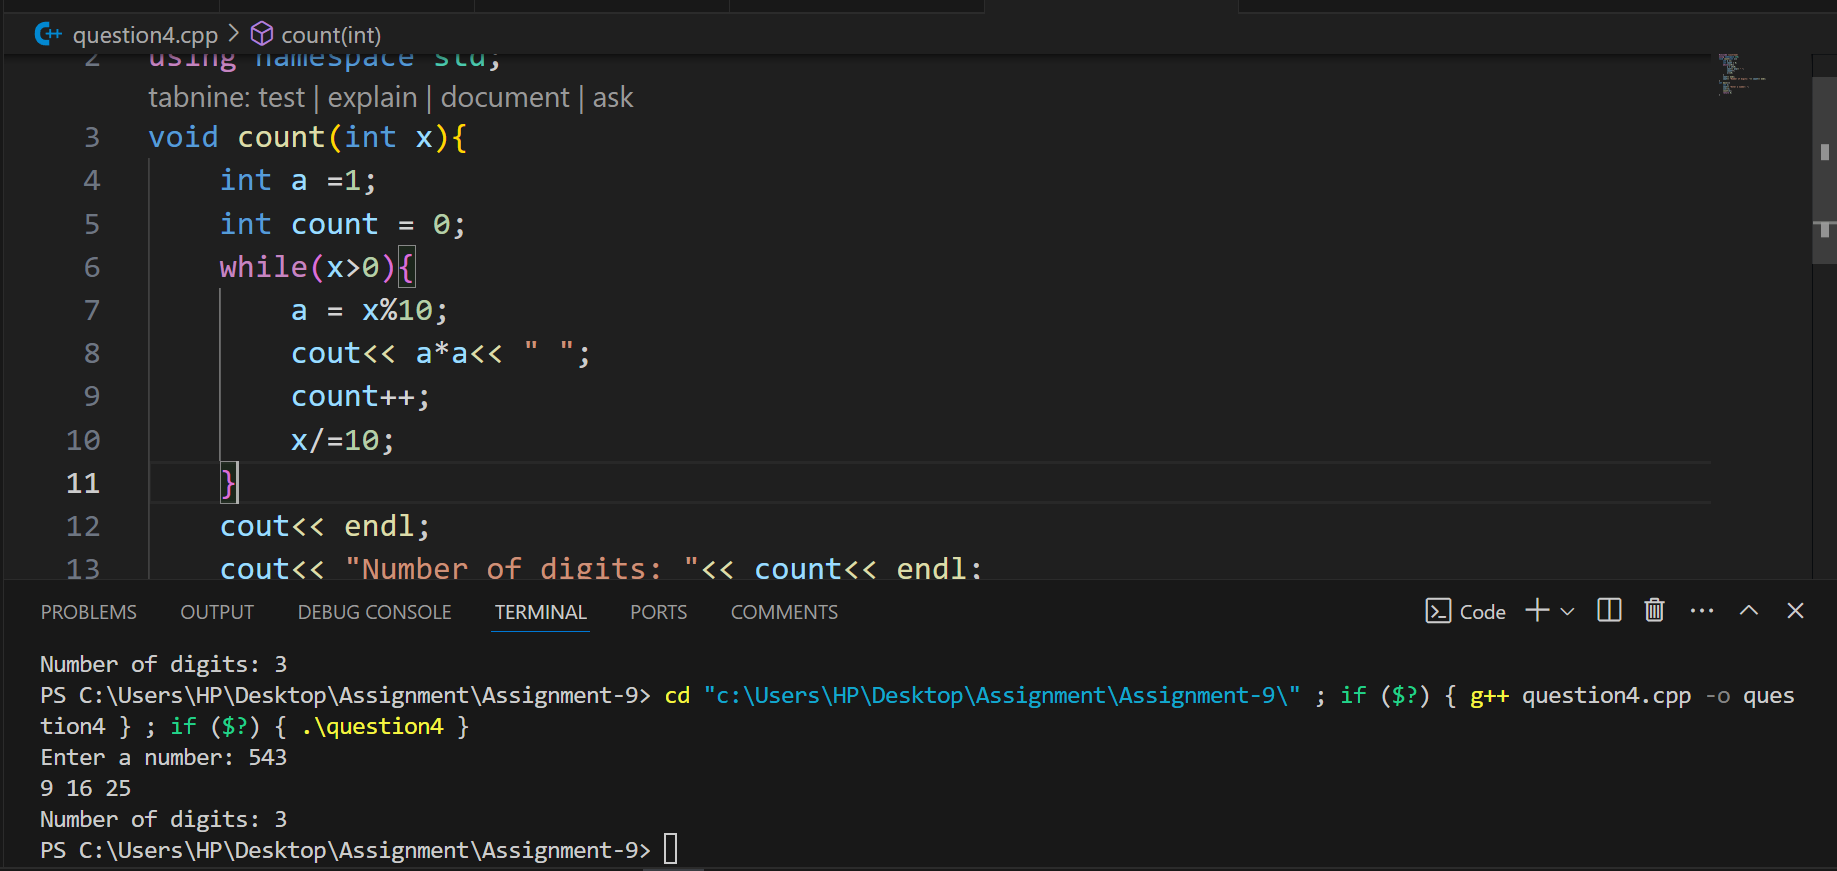 question4.cpp > count(int)
2 using namespace std;
tabnine: test | explain | document | ask
3 void count(int x){
4 int a =1;
5 int count = 0;
6 while(x>0){
7 a = x%10;
8 cout<< a*a<< " ";
9 count++;
10 x/=10;
11 }
12 cout<< endl;
13 cout<< "Number of digits: "<< count<< endl;
PROBLEMS OUTPUT DEBUG CONSOLE TERMINAL PORTS COMMENTS Code
Number of digits: 3
PS C:\Users\HP\Desktop\Assignment\Assignment-9> cd "c:\Users\HP\Desktop\Assignment\Assignment-9\" ; if ($?) { g++ question4.cpp -o ques
tion4 } ; if ($?) { .\question4 }
Enter a number: 543
9 16 25
Number of digits: 3
PS C:\Users\HP\Desktop\Assignment\Assignment-9>